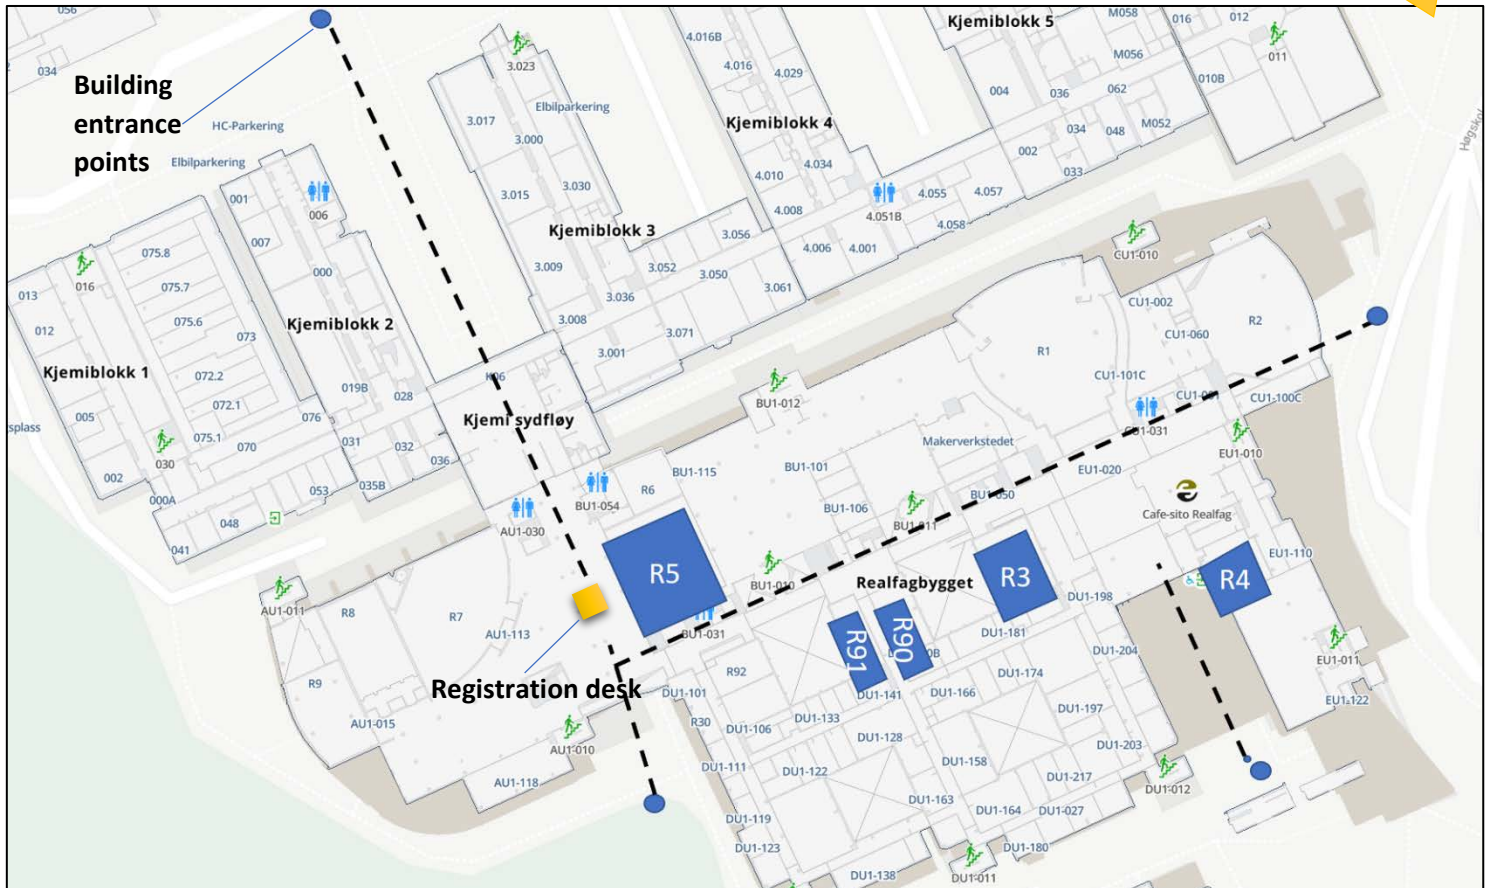 056
034
Building
entrance
points
HC-Parkering
Elbilparkering
001
006
007
000
013
016
075.8
075.7
012
075.6
073
Kjemiblokk 2
Kjemiblokk 1
072.2
019B
028
072.1
005
076
splass
075.1
070
031
032
036
030
002
053
035B
000A
048
041
3.023
Elbilparkering
3.017
3.000
3.015
3.030
Kjemiblokk 3
3.056
3.009
3.052
3.050
3.036
3.061
3.008
3.071
3.001
K06
Kjemi sydfløy
4.016B
4.016
4.029
Kjemiblokk 4
4.034
4.010
4.008
4.051B
4.055
4.057
4.058
4.006
4.001
Kjemiblokk 5
M058
016
012
M056
011
010B
004
036
062
034
048
M052
002
033
Høgskol
CU1-010
CU1-002
CU1-060
R2
R1
CU1-101C
CU1-001
CU1-100C
CU1-031
BU1-012
Makerverkstedet
EU1-010
EU1-020
BU1-115
BU1-101
R6
BU1-054
AU1-030
BU1-106
BU1-050
BU1-011
Cafe-sito Realfag
EU1-110
R5
BU1-010
Realfagbygget
R3
R4
AU1-011
R8
R7
AU1-113
BU1-031
DU1-198
R91
R90
0B
DU1-181
DU1-204
EU1-011
R9
Registration desk
R92
DU1-101
DU1-141
DU1-166
DU1-174
EU1-122
AU1-015
R30
DU1-106
DU1-133
DU1-128
DU1-197
AU1-010
DU1-203
DU1-111
DU1-122
DU1-158
DU1-217
AU1-118
DU1-012
DU1-163
DU1-164
DU1-027
DU1-119
DU1-123
DU1-180
DU1-138
DU1-011